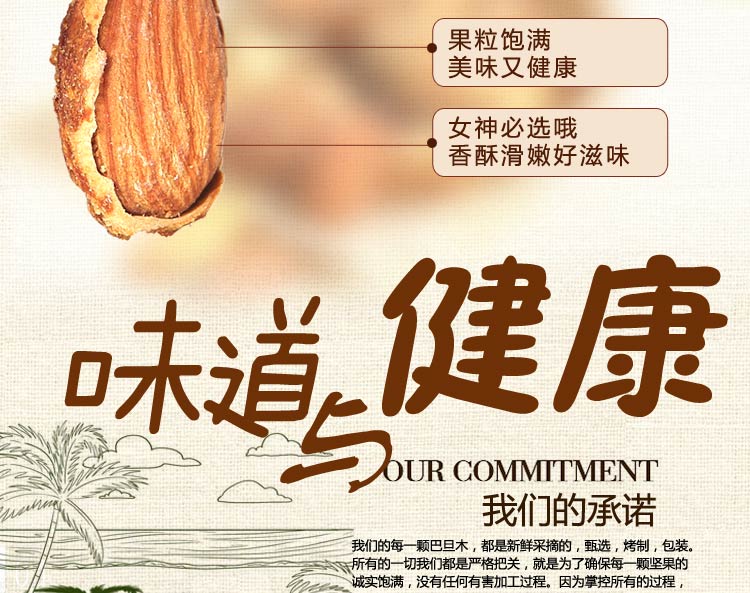 果粒饱满
美味又健康
女神必选哦
香酥滑嫩好滋味
味道与健康
OUR COMMITMENT
我们的承诺
我们的每一颗巴旦木，都是新鲜采摘的，甄选，烤制，包装。
所有的一切我们都是严格把关，就是为了确保每一颗坚果的
诚实饱满，没有任何有害加工过程。因为掌控所有的过程，